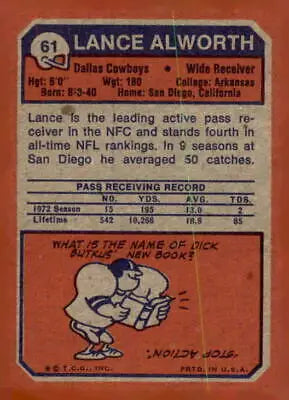 61 LANCE ALWORTH
Dallas Cowboys • Wide Receiver
Hgt: 6'0" Wgt: 180 College: Arkansas
Born: 8-3-40 Home: San Diego, California
Lance is the leading active pass re-
ceiver in the NFC and stands fourth in
all-time NFL rankings. In 9 seasons at
San Diego he averaged 50 catches.
PASS RECEIVING RECORD
NO. YDS. AVG. TDS.
1972 Season 15 195 13.0 2
Lifetime 542 10,266 18.9 85
WHAT IS THE NAME OF DICK
BUTKUS' NEW BOOK?
"STOP ACTION".
© T.C.G., INC. PRTD. IN U.S.A.